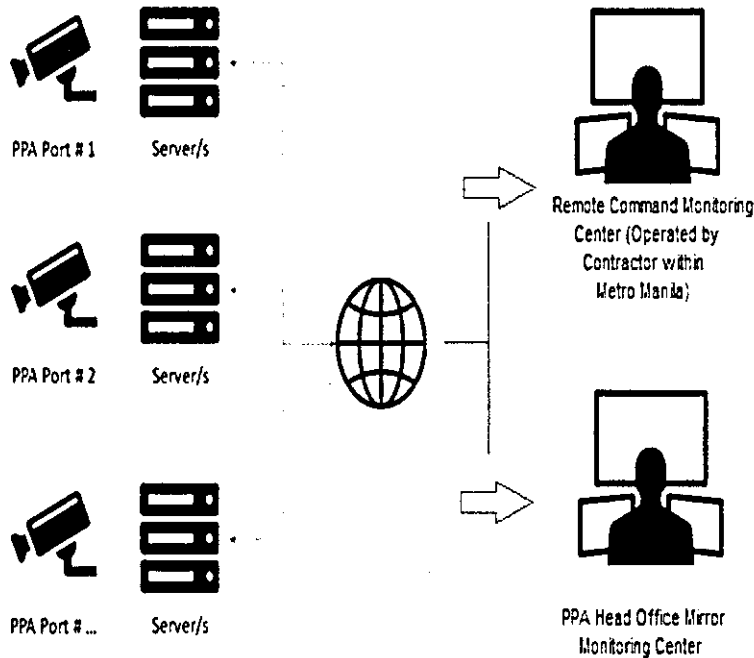 PPA Port # 1
Server/s
Remote Command Monitoring
Center (Operated by
Contractor within
Metro Manila)
PPA Port # 2
Server/s
PPA Port # ...
Server/s
PPA Head Office Mirror
Monitoring Center